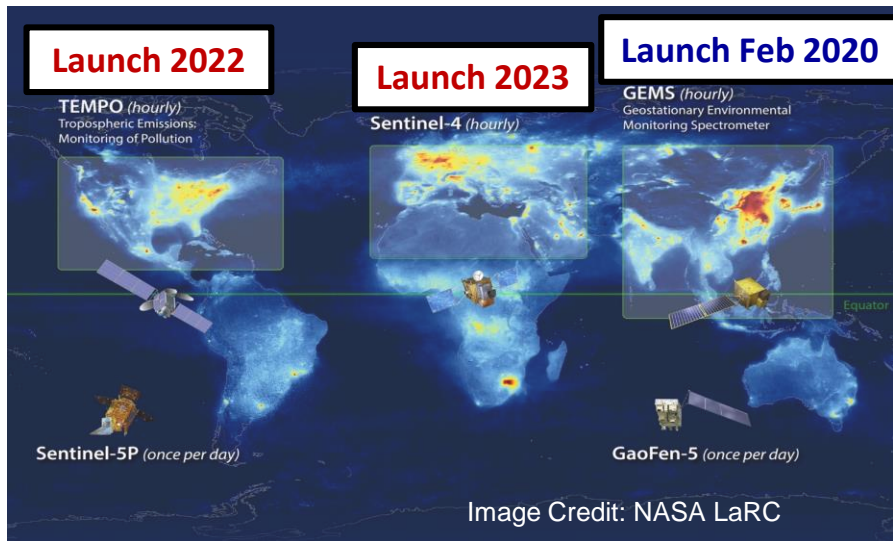 Launch 2022
Launch 2023
Launch Feb 2020
TEMPO (hourly)
Tropospheric Emissions:
Monitoring of Pollution
Sentinel-4 (hourly)
GEMS (hourly)
Geostationary Environmental
Monitoring Spectrometer
Equator
Sentinel-5P (once per day)
GaoFen-5 (once per day)
Image Credit: NASA LaRC